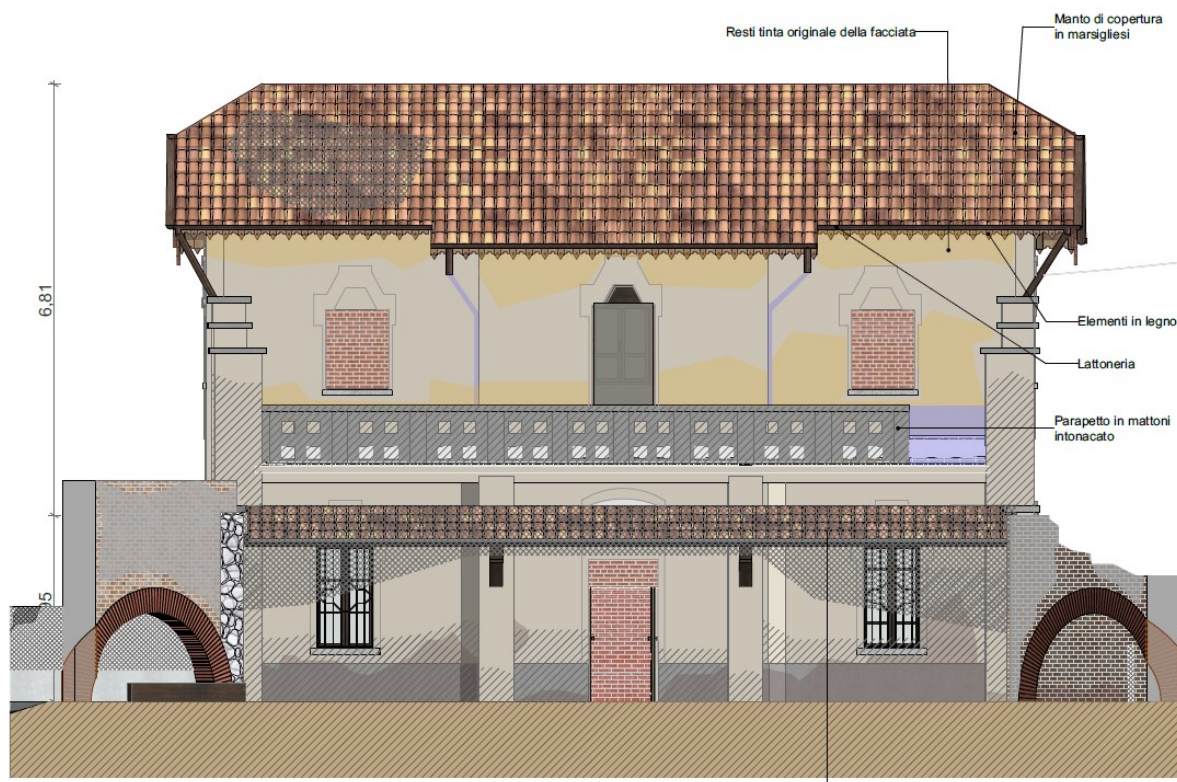 Manto di copertura
in marsigliesi
Resti tinta originale della facciata
6,81
Elementi in legno
Lattoneria
Parapetto in mattoni
intonacato